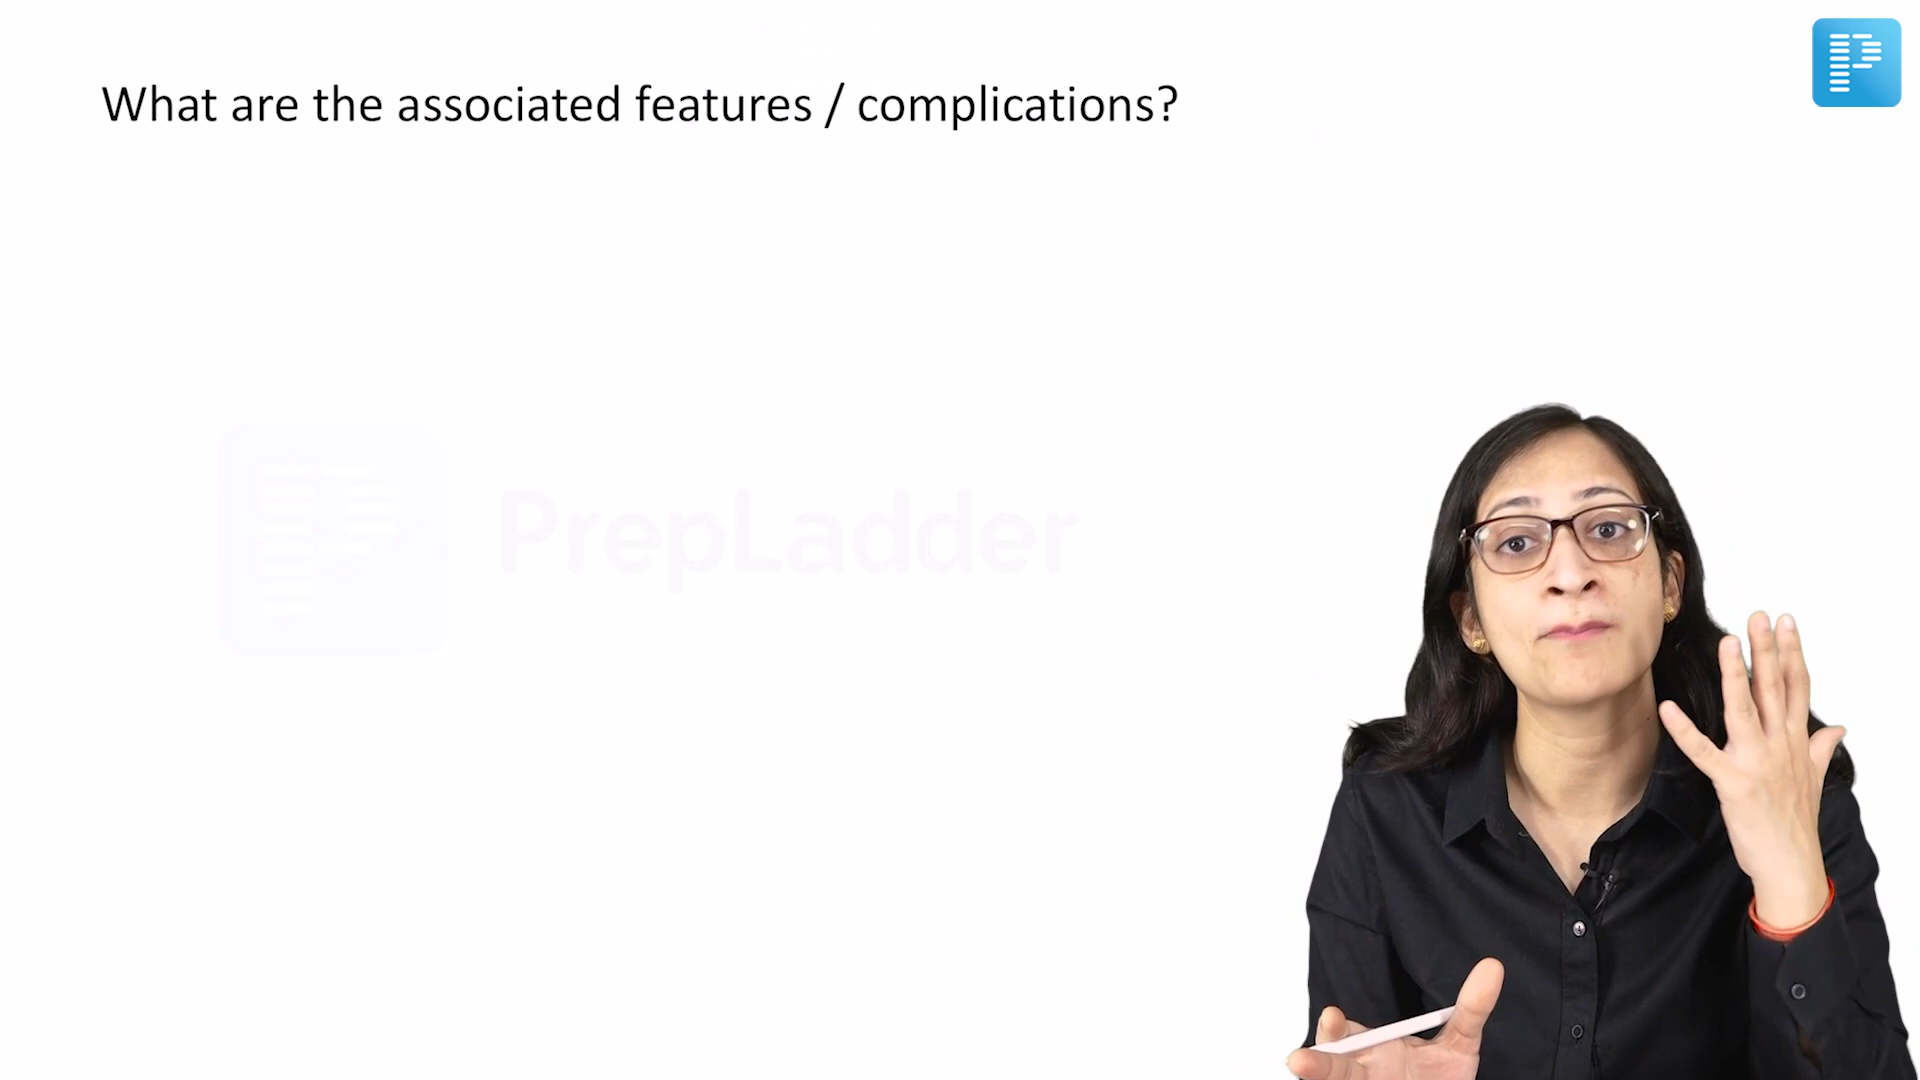 What are the associated features / complications?
PrepLadder